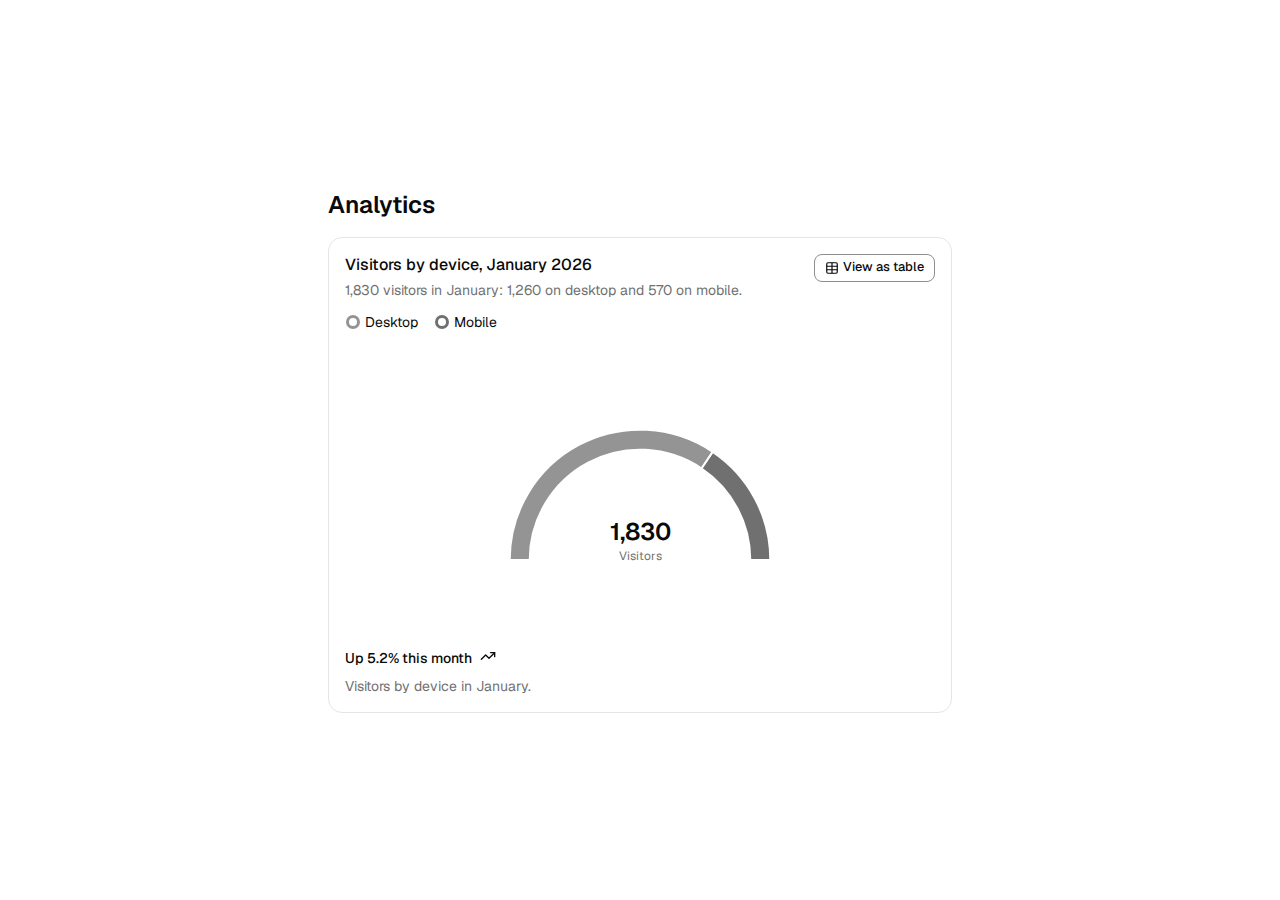 Analytics
Visitors by device, January 2026
View as table
1,830 visitors in January: 1,260 on desktop and 570 on mobile.
Desktop
Mobile
1,830
Visitors
Up 5.2% this month
Visitors by device in January.